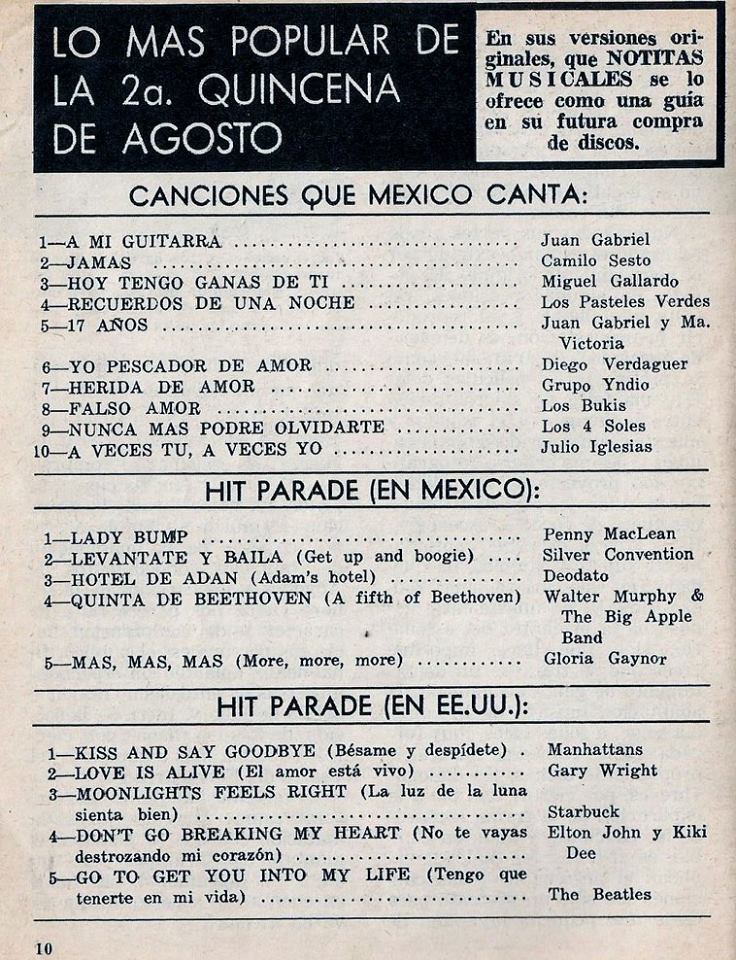 LO MAS POPULAR DE
LA 2a. QUINCENA
DE AGOSTO
En sus versiones ori-
ginales, que NOTITAS
MUSICALES se lo
ofrece como una guía
en su futura compra
de discos.
CANCIONES QUE MEXICO CANTA:
1—A MI GUITARRA .............................. Juan Gabriel
2—JAMAS .............................. Camilo Sesto
3—HOY TENGO GANAS DE TI .................. Miguel Gallardo
4—RECUERDOS DE UNA NOCHE ................ Los Pasteles Verdes
5—17 AÑOS .............................. Juan Gabriel y Ma.
Victoria
6—YO PESCADOR DE AMOR .................... Diego Verdaguer
7—HERIDA DE AMOR ........................ Grupo Yndio
8—FALSO AMOR .............................. Los Bukis
9—NUNCA MAS PODRE OLVIDARTE .............. Los 4 Soles
10—A VECES TU, A VECES YO .................. Julio Iglesias
HIT PARADE (EN MEXICO):
1—LADY BUMP .............................. Penny MacLean
2—LEVANTATE Y BAILA (Get up and boogie) .... Silver Convention
3—HOTEL DE ADAN (Adam's hotel) .............. Deodato
4—QUINTA DE BEETHOVEN (A fifth of Beethoven) Walter Murphy &
The Big Apple
Band
5—MAS, MAS, MAS (More, more, more) ............ Gloria Gaynor
HIT PARADE (EN EE.UU.):
1—KISS AND SAY GOODBYE (Bésame y despídete) . Manhattans
2—LOVE IS ALIVE (El amor está vivo) .......... Gary Wright
3—MOONLIGHTS FEELS RIGHT (La luz de la luna
sienta bien) .................................. Starbuck
4—DON'T GO BREAKING MY HEART (No te vayas Elton John y Kiki
destrozando mi corazón) ........................ Dee
5—GO TO GET YOU INTO MY LIFE (Tengo que
tenerte en mi vida) ............................ The Beatles
10